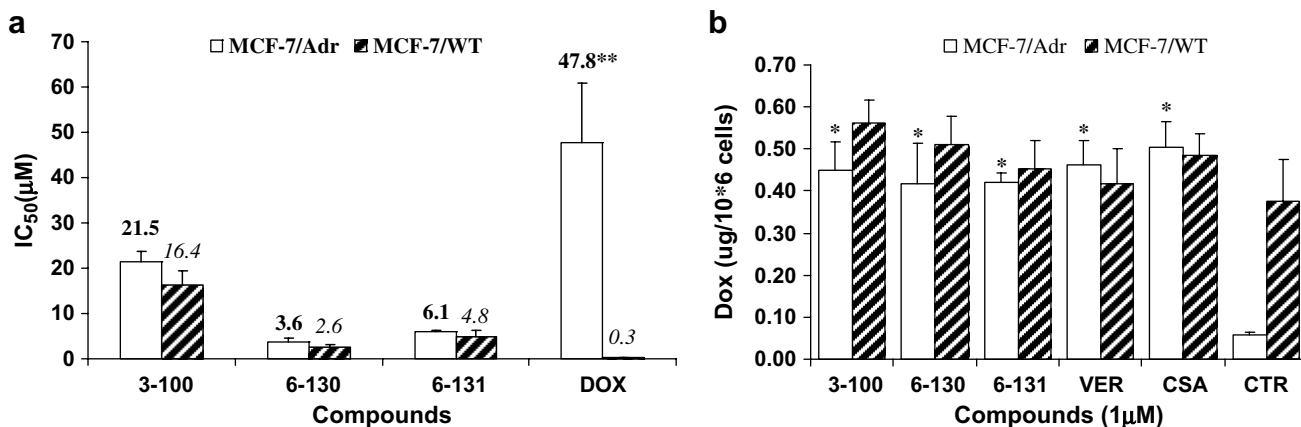 a
MCF-7/Adr MCF-7/WT
IC50(μM)
70
60
50
40
30
20
10
0
21.5
16.4
3.6
2.6
6.1
4.8
47.8**
0.3
3-100 6-130 6-131 DOX
Compounds
b
MCF-7/Adr MCF-7/WT
Dox (ug/10*6 cells)
0.70
0.60
0.50
0.40
0.30
0.20
0.10
0.00
* * * * *
3-100 6-130 6-131 VER CSA CTR
Compounds (1μM)